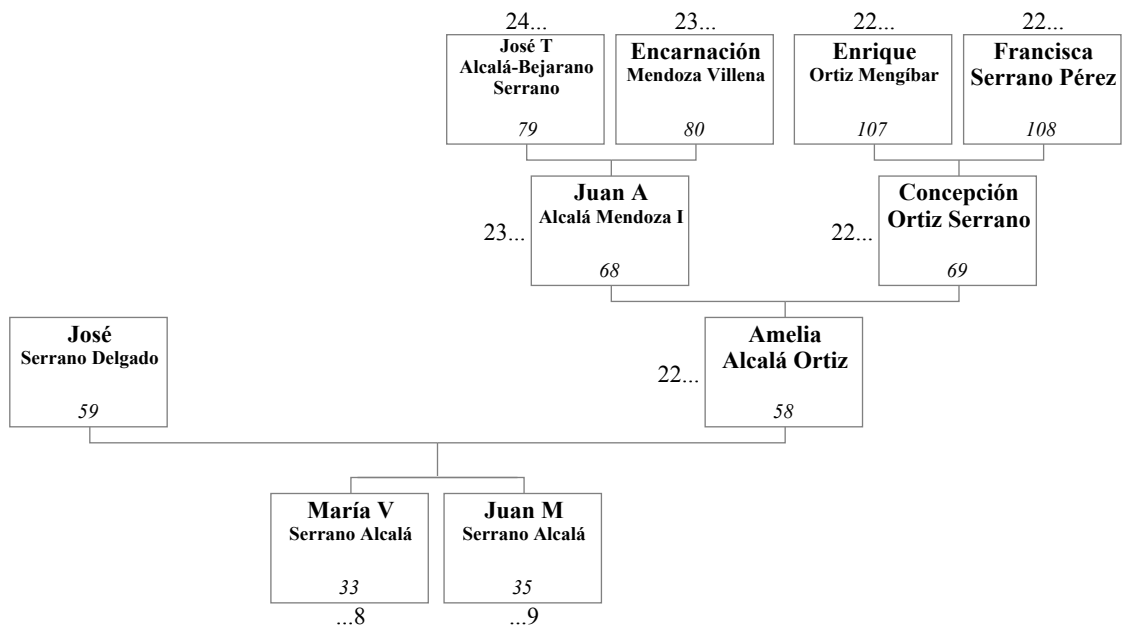 24...
23...
22...
22...
José T
Alcalá-Bejarano
Serrano
79
Encarnación
Mendoza Villena
80
Enrique
Ortiz Mengíbar
107
Francisca
Serrano Pérez
108
23...
Juan A
Alcalá Mendoza I
68
22...
Concepción
Ortiz Serrano
69
José
Serrano Delgado
59
22...
Amelia
Alcalá Ortiz
58
María V
Serrano Alcalá
33
...8
Juan M
Serrano Alcalá
35
...9